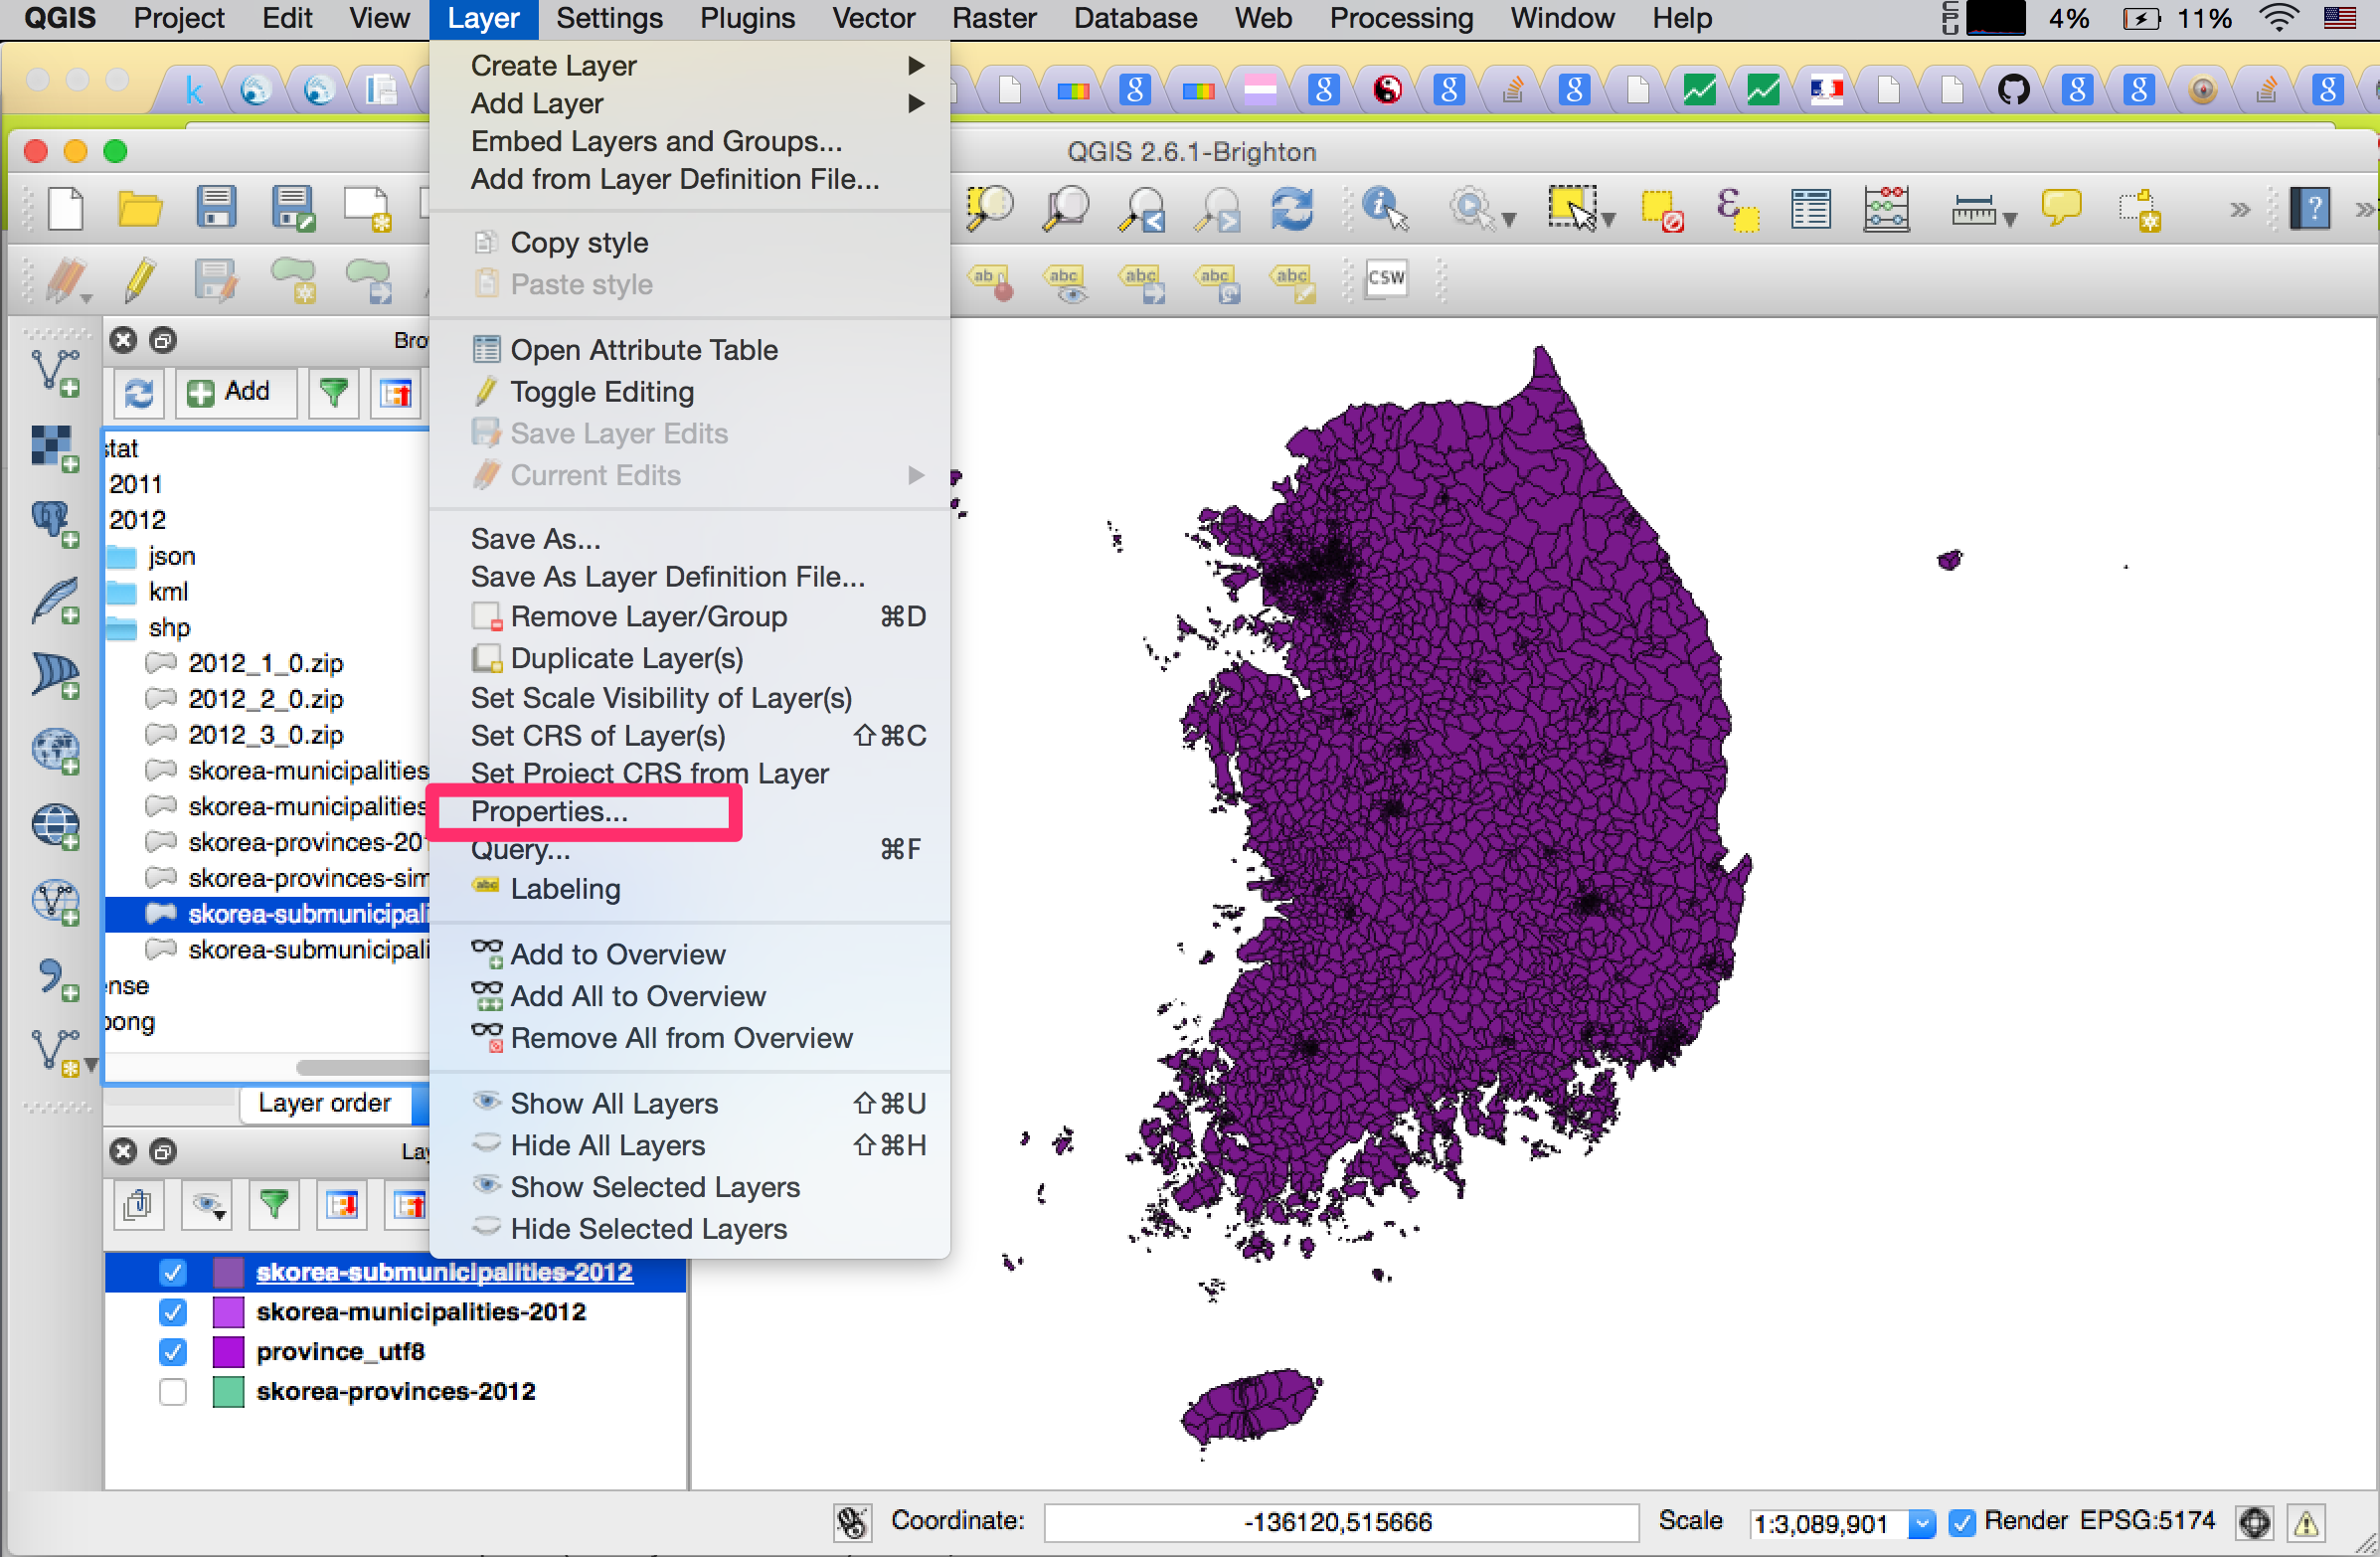 QGIS Project Edit View Layer Settings Plugins Vector Raster Database Web Processing Window Help CPU 4% 11%
QGIS 2.6.1-Brighton
Create Layer
Add Layer
Embed Layers and Groups...
Add from Layer Definition File...
Copy style
Paste style
Open Attribute Table
Toggle Editing
Save Layer Edits
Current Edits
Save As...
Save As Layer Definition File...
Remove Layer/Group ⌘D
Duplicate Layer(s)
Set Scale Visibility of Layer(s)
Set CRS of Layer(s) ⇧⌘C
Set Project CRS from Layer
Properties...
Query... ⌘F
Labeling
Add to Overview
Add All to Overview
Remove All from Overview
Show All Layers ⇧⌘U
Hide All Layers ⇧⌘H
Show Selected Layers
Hide Selected Layers
CSW
Bro
Add
stat
2011
2012
json
kml
shp
2012_1_0.zip
2012_2_0.zip
2012_3_0.zip
skorea-municipalities
skorea-municipalities
skorea-provinces-201
skorea-provinces-sim
skorea-submunicipali
skorea-submunicipali
ense
pong
Layer order
Lay
skorea-submunicipalities-2012
skorea-municipalities-2012
province_utf8
skorea-provinces-2012
Coordinate: -136120,515666 Scale 1:3,089,901 Render EPSG:5174